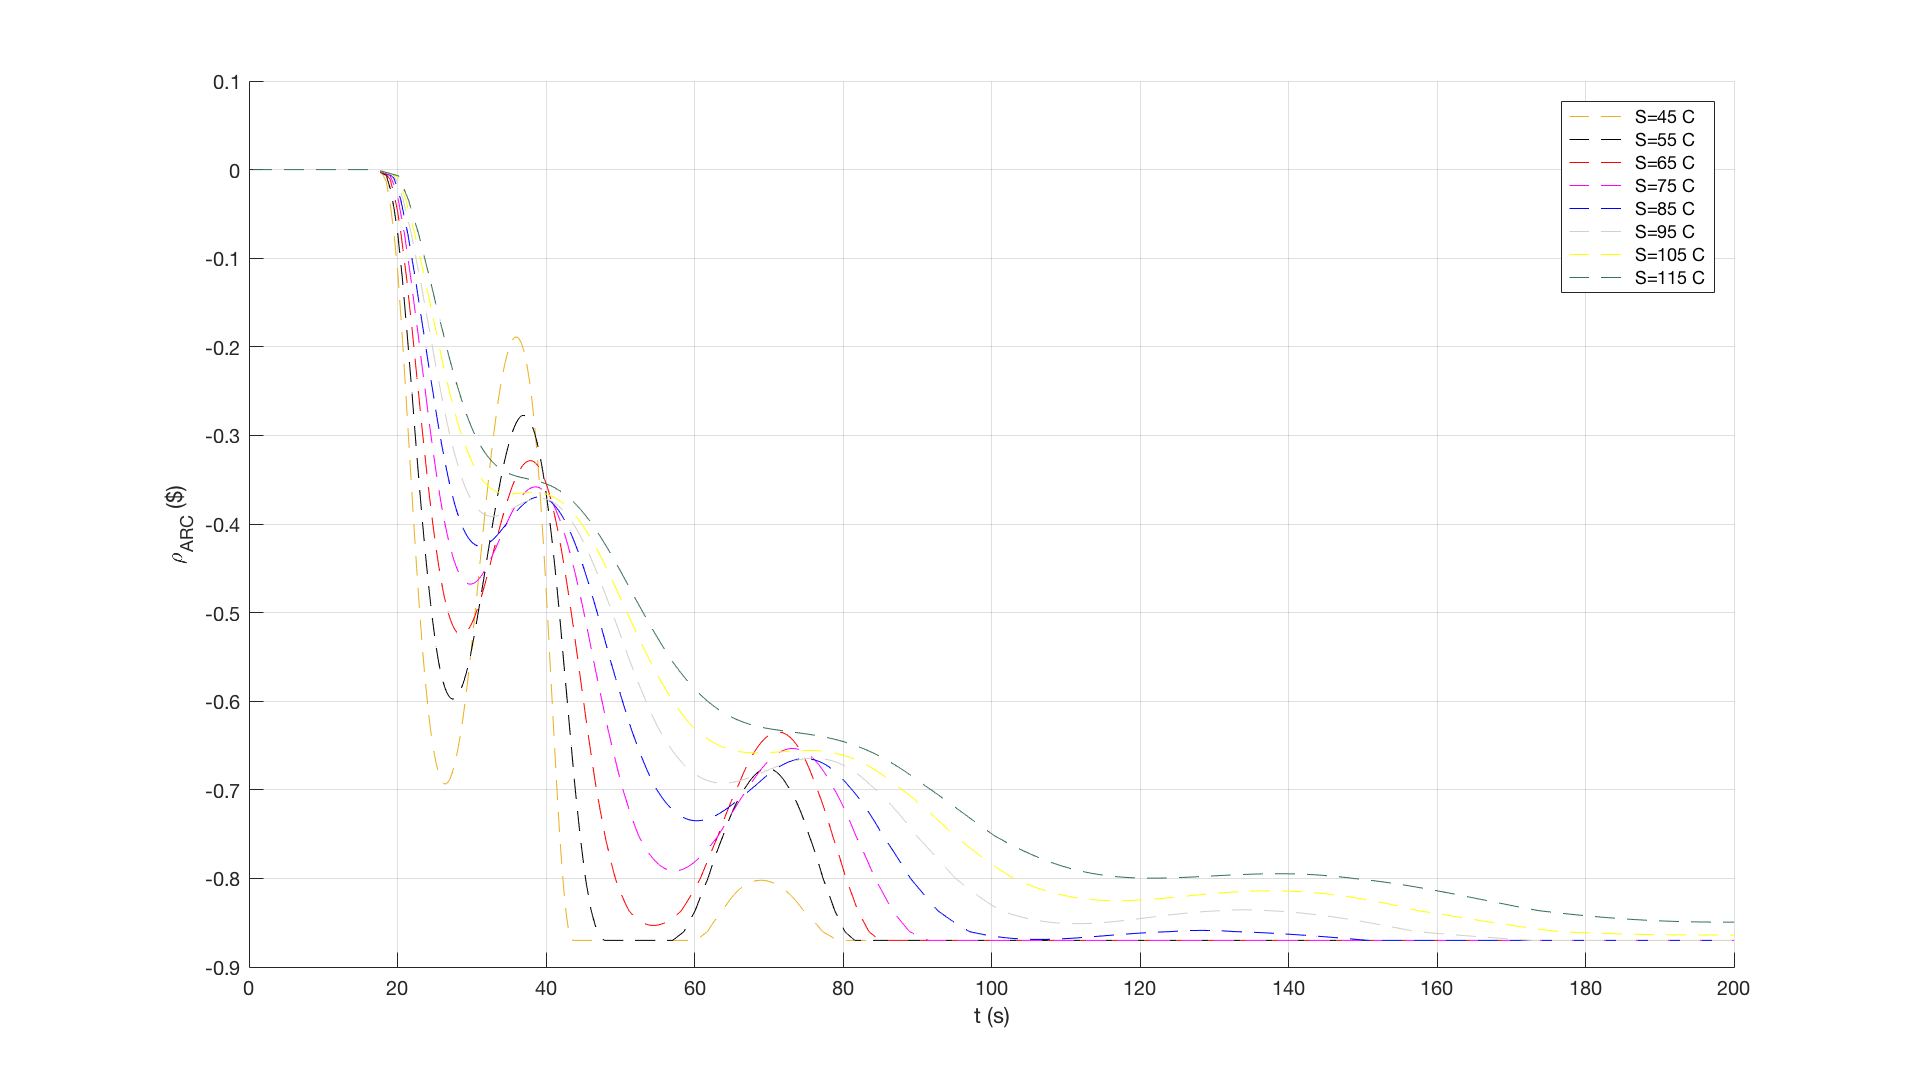 0.1
0
-0.1
-0.2
-0.3
-0.4
-0.5
-0.6
-0.7
-0.8
-0.9
ρARC ($)
S=45 C
S=55 C
S=65 C
S=75 C
S=85 C
S=95 C
S=105 C
S=115 C
0 20 40 60 80 100 120 140 160 180 200
t (s)